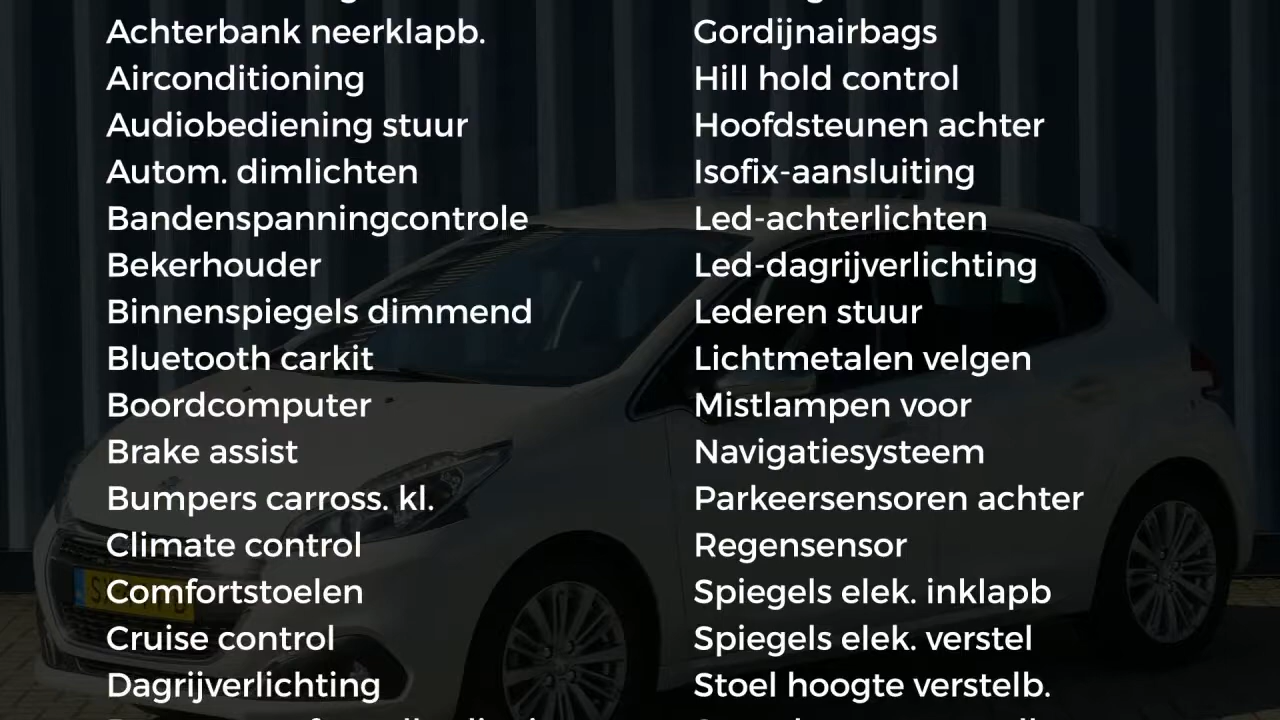 Achterbank neerklapb.
Airconditioning
Audiobediening stuur
Autom. dimlichten
Bandenspanningcontrole
Bekerhouder
Binnenspiegels dimmend
Bluetooth carkit
Boordcomputer
Brake assist
Bumpers carross. kl.
Climate control
Comfortstoelen
Cruise control
Dagrijverlichting
Gordijnairbags
Hill hold control
Hoofdsteunen achter
Isofix-aansluiting
Led-achterlichten
Led-dagrijverlichting
Lederen stuur
Lichtmetalen velgen
Mistlampen voor
Navigatiesysteem
Parkeersensoren achter
Regensensor
Spiegels elek. inklapb
Spiegels elek. verstel
Stoel hoogte verstelb.